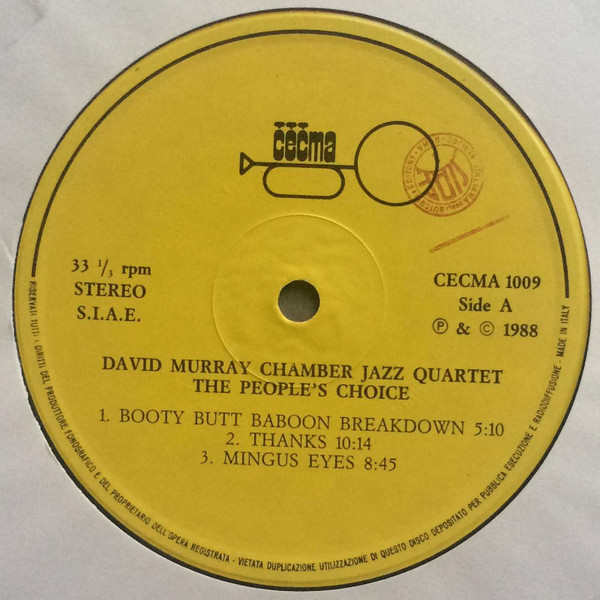 cecma
33 1/3 rpm
STEREO
S.I.A.E.
CECMA 1009
Side A
Ⓟ & © 1988
DAVID MURRAY CHAMBER JAZZ QUARTET
THE PEOPLE'S CHOICE
1. BOOTY BUTT BABOON BREAKDOWN 5:10
2. THANKS 10:14
3. MINGUS EYES 8:45
RISERVATI TUTTI I DIRITTI DEL PRODUTTORE FONOGRAFICO E DEL PROPRIETARIO DELL'OPERA REGISTRATA - VIETATA DUPLICAZIONE UTILIZZAZIONE DI QUESTO DISCO DEPOSITATO PER PUBBLICA ESECUZIONE E RADIODIFFUSIONE - MADE IN ITALY